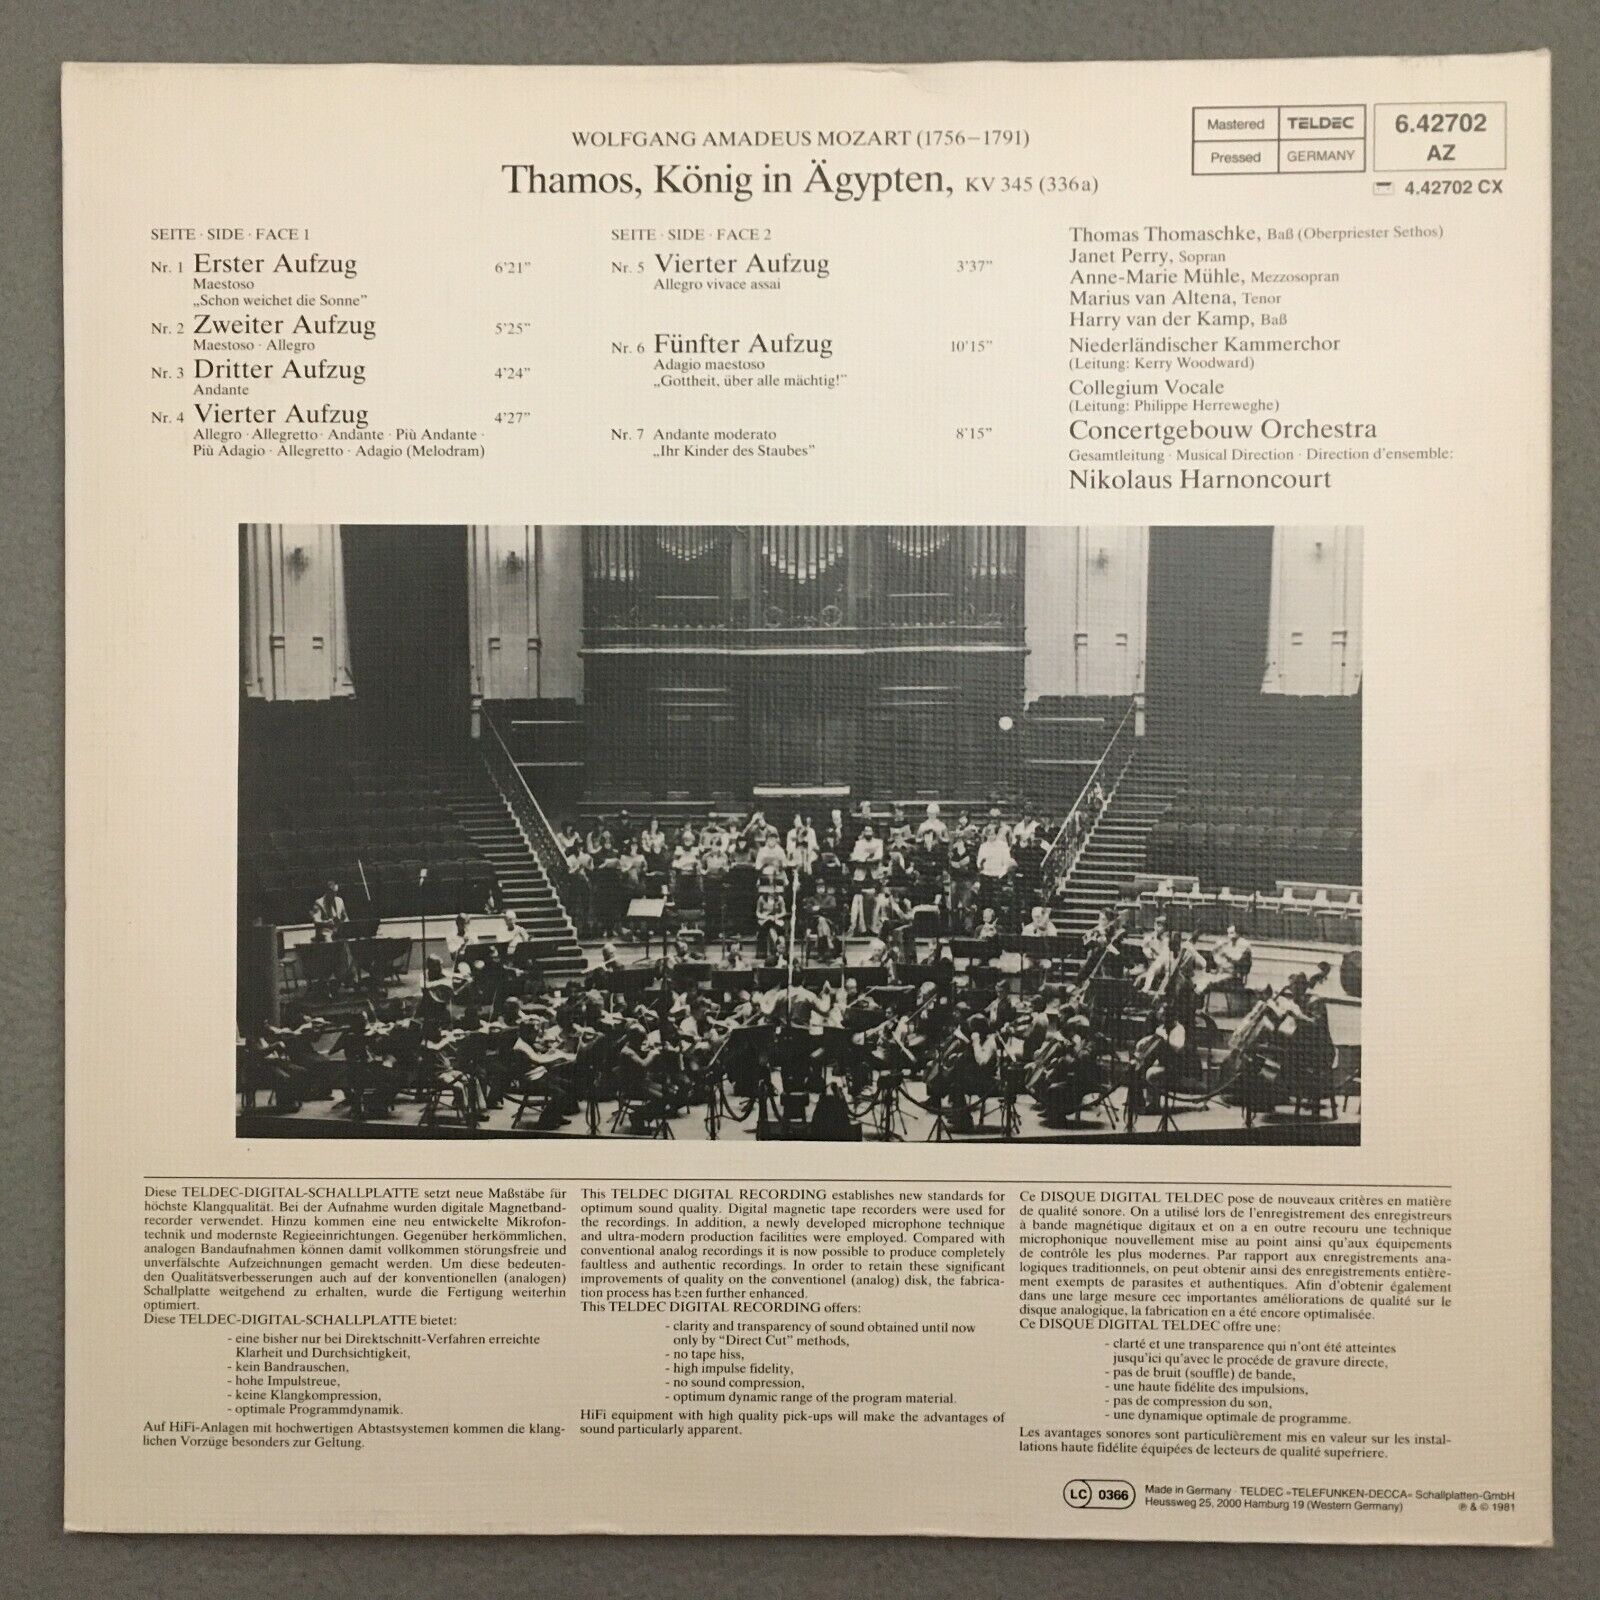 WOLFGANG AMADEUS MOZART (1756–1791)
Thamos, König in Ägypten, KV 345 (336a)
Mastered TELDEC
Pressed GERMANY
6.42702
AZ
4.42702 CX
SEITE · SIDE · FACE 1
Nr. 1 Erster Aufzug 6'21"
Maestoso
„Schon weichet die Sonne"
Nr. 2 Zweiter Aufzug 5'25"
Maestoso · Allegro
Nr. 3 Dritter Aufzug 4'24"
Andante
Nr. 4 Vierter Aufzug 4'27"
Allegro · Allegretto · Andante · Più Andante ·
Più Adagio · Allegretto · Adagio (Melodram)
SEITE · SIDE · FACE 2
Nr. 5 Vierter Aufzug 3'37"
Allegro vivace assai
Nr. 6 Fünfter Aufzug 10'15"
Adagio maestoso
„Gottheit, über alle mächtig!"
Nr. 7 Andante moderato 8'15"
„Ihr Kinder des Staubes"
Thomas Thomaschke, Baß (Oberpriester Sethos)
Janet Perry, Sopran
Anne-Marie Mühle, Mezzosopran
Marius van Altena, Tenor
Harry van der Kamp, Baß
Niederländischer Kammerchor
(Leitung: Kerry Woodward)
Collegium Vocale
(Leitung: Philippe Herreweghe)
Concertgebouw Orchestra
Gesamtleitung · Musical Direction · Direction d'ensemble:
Nikolaus Harnoncourt
Diese TELDEC-DIGITAL-SCHALLPLATTE setzt neue Maßstäbe für
höchste Klangqualität. Bei der Aufnahme wurden digitale Magnetband-
recorder verwendet. Hinzu kommen eine neu entwickelte Mikrofon-
technik und modernste Regieeinrichtungen. Gegenüber herkömmlichen,
analogen Bandaufnahmen können damit vollkommen störungsfreie und
unverfälschte Aufzeichnungen gemacht werden. Um diese bedeuten-
den Qualitätsverbesserungen auch auf der konventionellen (analogen)
Schallplatte weitgehend zu erhalten, wurde die Fertigung weiterhin
optimiert.
Diese TELDEC-DIGITAL-SCHALLPLATTE bietet:
- eine bisher nur bei Direktschnitt-Verfahren erreichte
Klarheit und Durchsichtigkeit,
- kein Bandrauschen,
- hohe Impulstreue,
- keine Klangkompression,
- optimale Programmdynamik.
Auf HiFi-Anlagen mit hochwertigen Abtastsystemen kommen die klang-
lichen Vorzüge besonders zur Geltung.
This TELDEC DIGITAL RECORDING establishes new standards for
optimum sound quality. Digital magnetic tape recorders were used for
the recordings. In addition, a newly developed microphone technique
and ultra-modern production facilities were employed. Compared with
conventional analog recordings it is now possible to produce completely
faultless and authentic recordings. In order to retain these significant
improvements of quality on the conventionel (analog) disk, the fabrica-
tion process has been further enhanced.
This TELDEC DIGITAL RECORDING offers:
- clarity and transparency of sound obtained until now
only by "Direct Cut" methods,
- no tape hiss,
- high impulse fidelity,
- no sound compression,
- optimum dynamic range of the program material.
HiFi equipment with high quality pick-ups will make the advantages of
sound particularly apparent.
Ce DISQUE DIGITAL TELDEC pose de nouveaux critères en matière
de qualité sonore. On a utilisé lors de l'enregistrement des enregistreurs
à bande magnétique digitaux et on a en outre recouru une technique
microphonique nouvellement mise au point ainsi qu'aux équipements
de contrôle les plus modernes. Par rapport aux enregistrements ana-
logiques traditionnels, on peut obtenir ainsi des enregistrements entière-
ment exempts de parasites et authentiques. Afin d'obtenir également
dans une large mesure cec importantes améliorations de qualité sur le
disque analogique, la fabrication en a été encore optimalisée.
Ce DISQUE DIGITAL TELDEC offre une:
- clarté et une transparence qui n'ont été atteintes
jusqu'ici qu'avec le procéde de gravure directe,
- pas de bruit (souffle) de bande,
- une haute fidélité des impulsions,
- pas de compression du son,
- une dynamique optimale de programme.
Les avantages sonores sont particulièrement mis en valeur sur les instal-
lations haute fidélite équipées de lecteurs de qualité supefriere.
LC 0366
Made in Germany · TELDEC »TELEFUNKEN-DECCA« Schallplatten-GmbH
Heussweg 25, 2000 Hamburg 19 (Western Germany) ℗ & © 1981